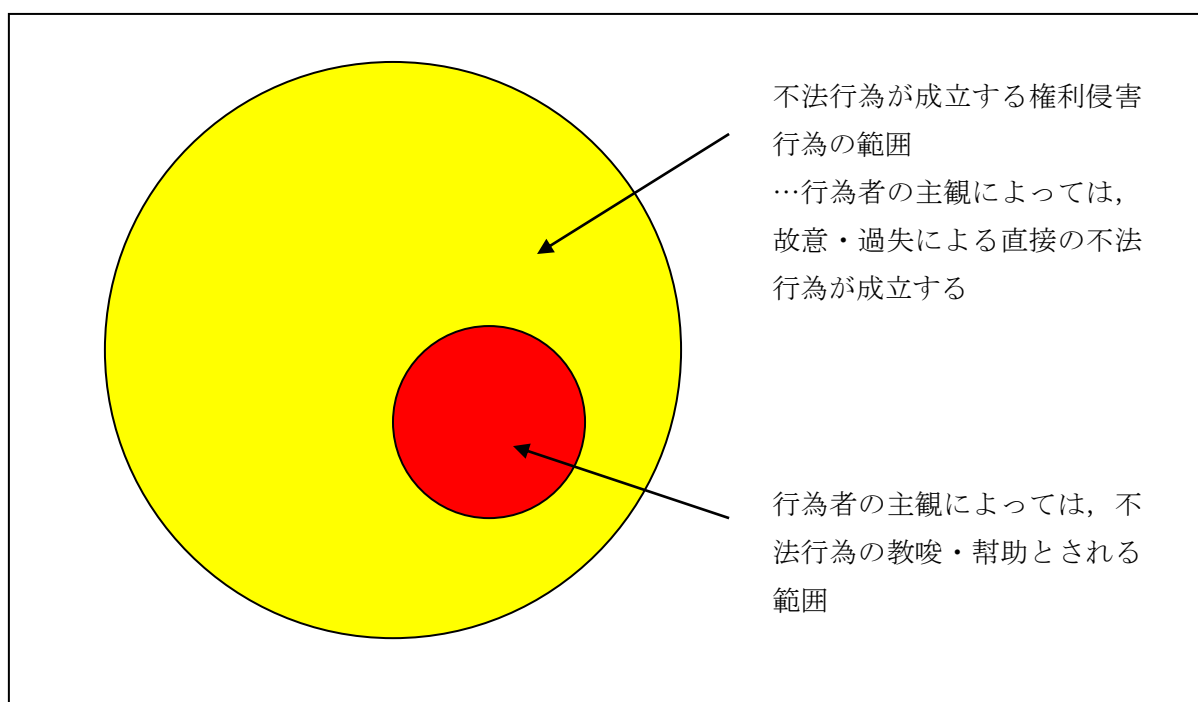 不法行為が成立する権利侵害
行為の範囲
…行為者の主観によっては，
故意・過失による直接の不法
行為が成立する
行為者の主観によっては，不
法行為の教唆・幇助とされる
範囲